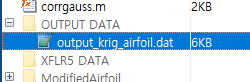 corrgauss.m 2KB
OUTPUT DATA
output_krig_airfoil.dat 6KB
XFLR5 DATA
ModifiedAirfoil